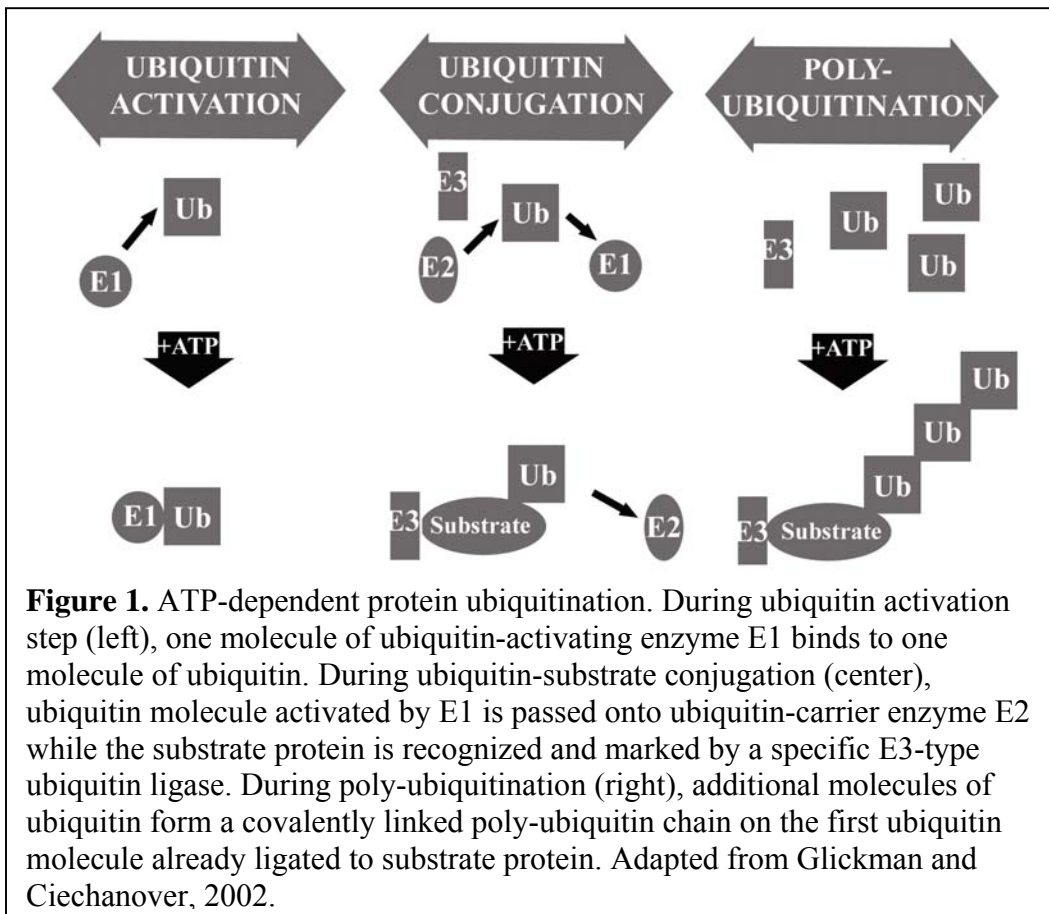 UBIQUITIN
ACTIVATION
UBIQUITIN
CONJUGATION
POLY-
UBIQUITINATION
Ub
E1
E3
Ub
E2
E1
Ub
Ub
E3
Ub
+ATP
+ATP
+ATP
E1 Ub
Ub
E3 Substrate
E2
Ub
Ub
Ub
E3 Substrate
Figure 1. ATP-dependent protein ubiquitination. During ubiquitin activation
step (left), one molecule of ubiquitin-activating enzyme E1 binds to one
molecule of ubiquitin. During ubiquitin-substrate conjugation (center),
ubiquitin molecule activated by E1 is passed onto ubiquitin-carrier enzyme E2
while the substrate protein is recognized and marked by a specific E3-type
ubiquitin ligase. During poly-ubiquitination (right), additional molecules of
ubiquitin form a covalently linked poly-ubiquitin chain on the first ubiquitin
molecule already ligated to substrate protein. Adapted from Glickman and
Ciechanover, 2002.